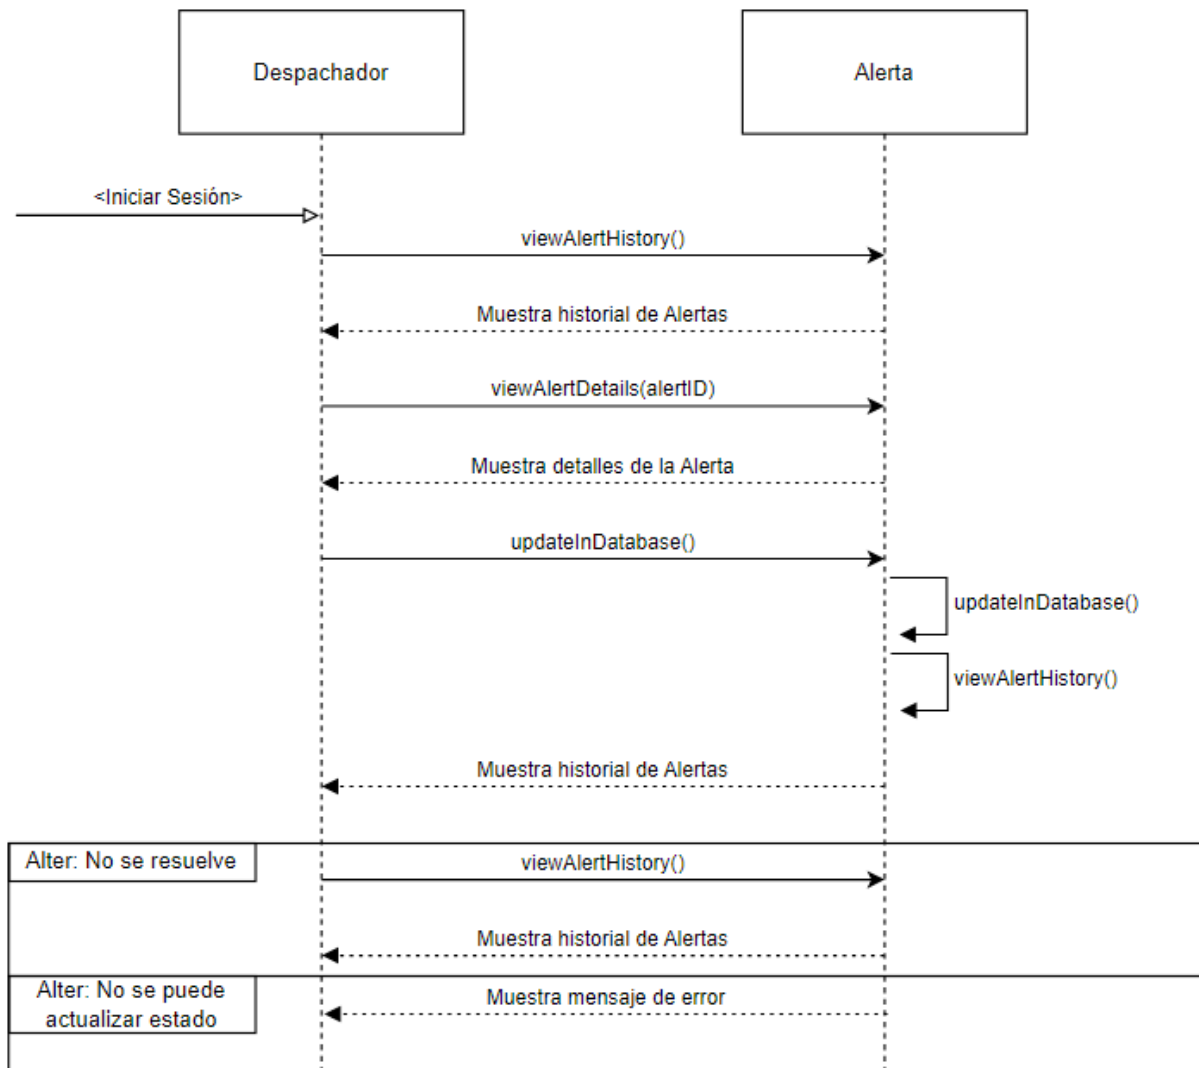 Despachador
Alerta
<Iniciar Sesión>
viewAlertHistory()
Muestra historial de Alertas
viewAlertDetails(alertID)
Muestra detalles de la Alerta
updateInDatabase()
updateInDatabase()
viewAlertHistory()
Muestra historial de Alertas
Alter: No se resuelve
viewAlertHistory()
Muestra historial de Alertas
Alter: No se puede
actualizar estado
Muestra mensaje de error